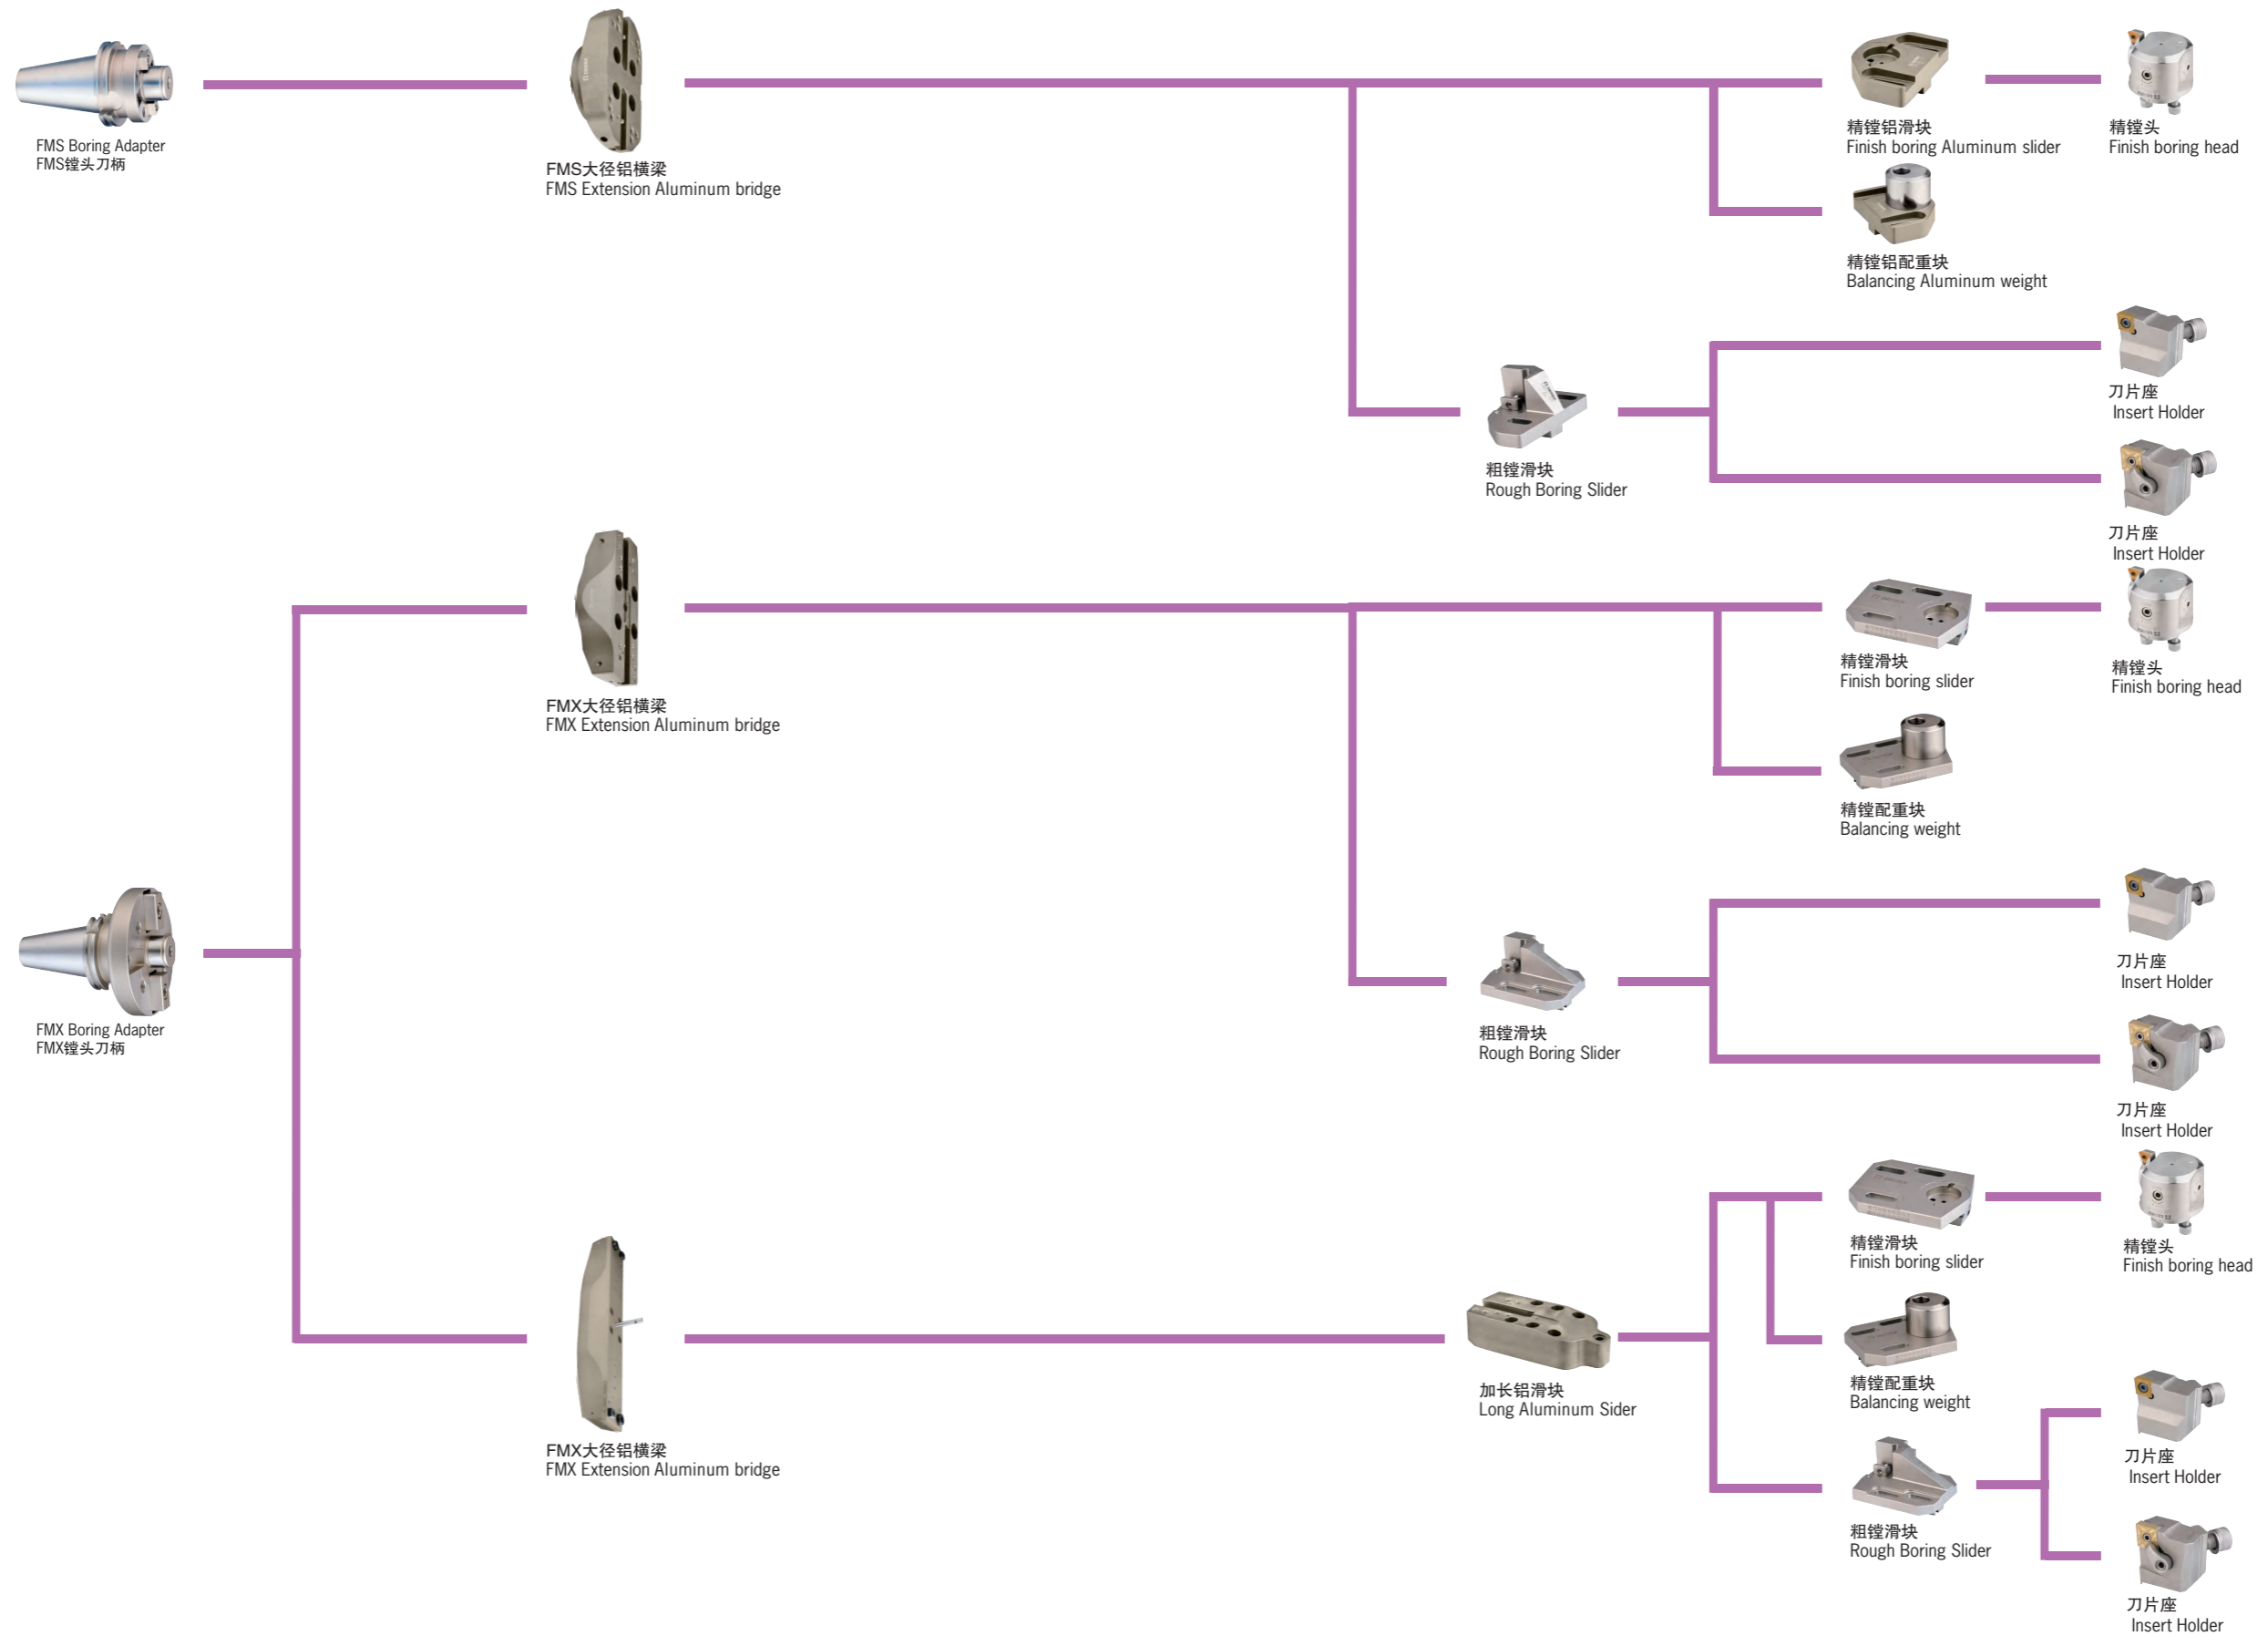 FMS Boring Adapter
FMS镗头刀柄
FMS大径铝横梁
FMS Extension Aluminum bridge
精镗铝滑块
Finish boring Aluminum slider
精镗头
Finish boring head
精镗铝配重块
Balancing Aluminum weight
刀片座
Insert Holder
粗镗滑块
Rough Boring Slider
刀片座
Insert Holder
FMX大径铝横梁
FMX Extension Aluminum bridge
精镗滑块
Finish boring slider
精镗头
Finish boring head
精镗配重块
Balancing weight
刀片座
Insert Holder
FMX Boring Adapter
FMX镗头刀柄
粗镗滑块
Rough Boring Slider
刀片座
Insert Holder
精镗滑块
Finish boring slider
精镗头
Finish boring head
加长铝滑块
Long Aluminum Sider
精镗配重块
Balancing weight
FMX大径铝横梁
FMX Extension Aluminum bridge
刀片座
Insert Holder
粗镗滑块
Rough Boring Slider
刀片座
Insert Holder